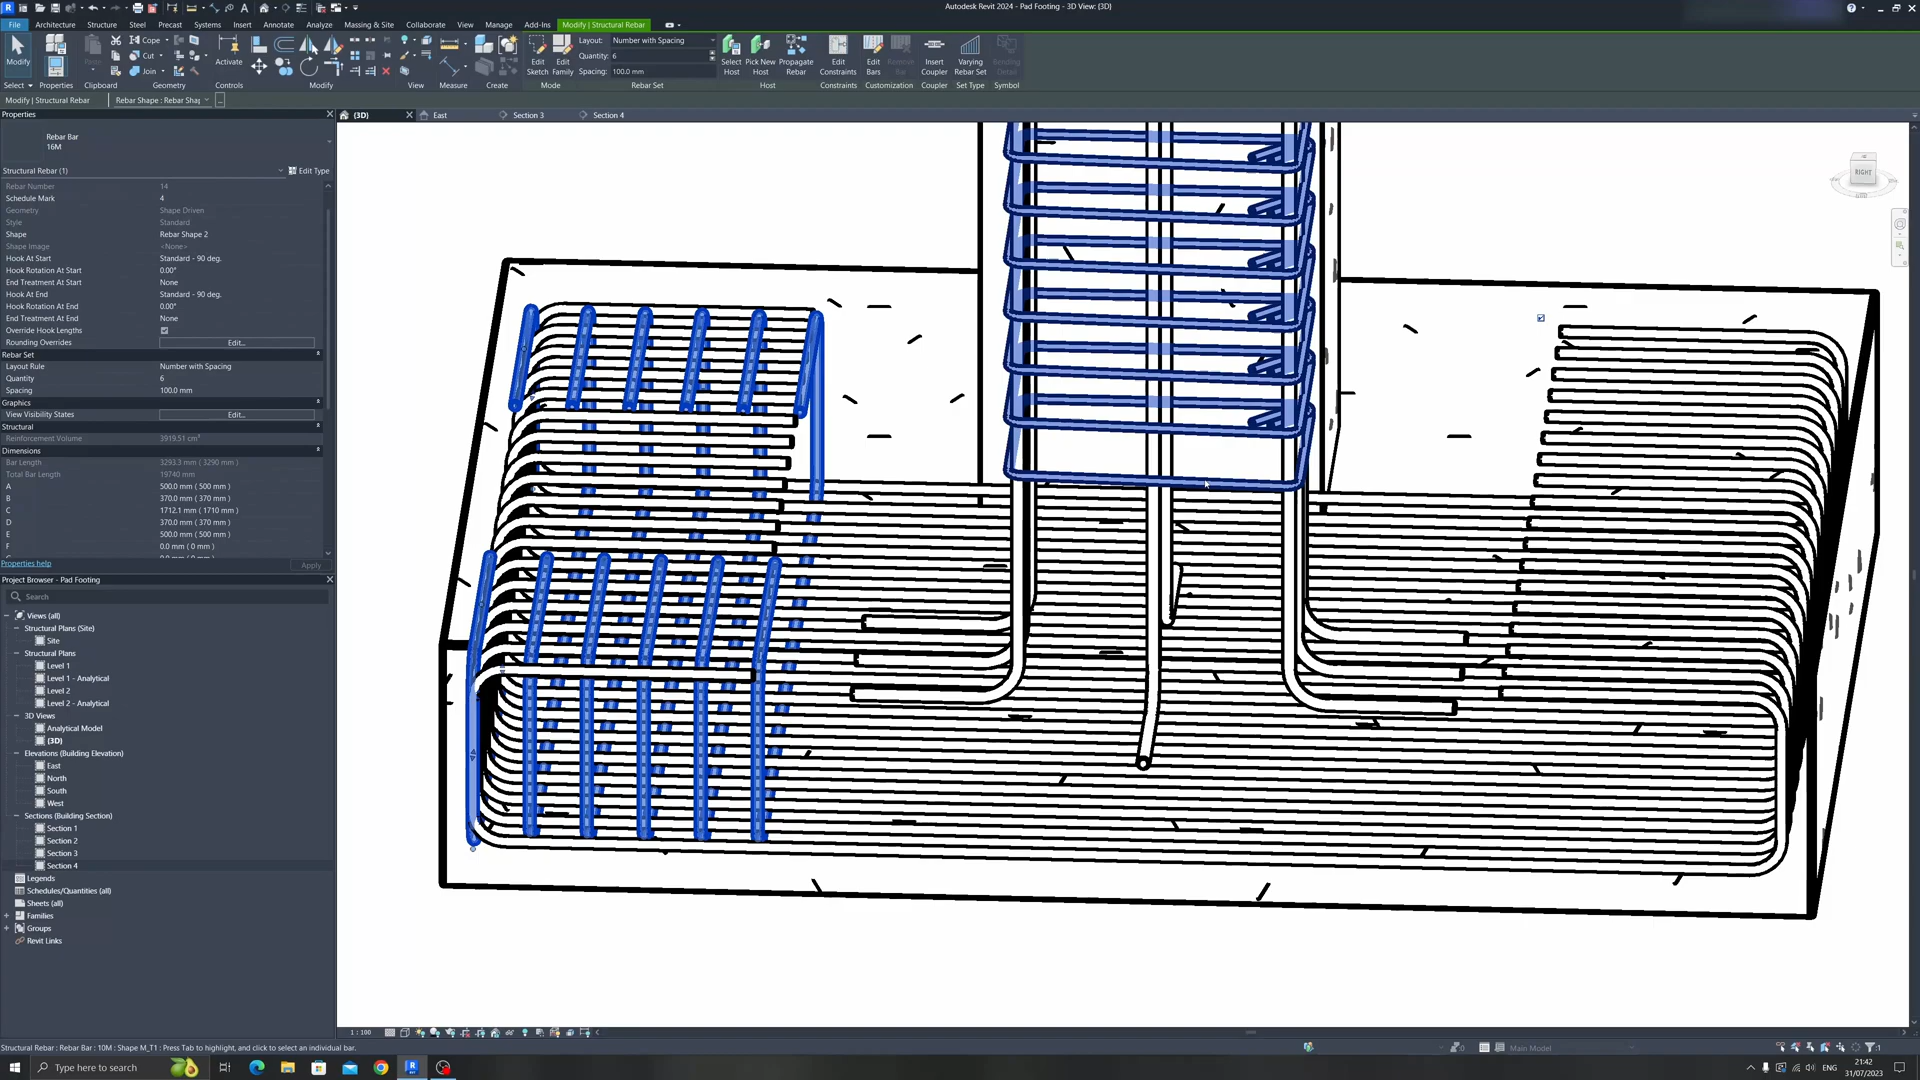 Autodesk Revit 2024 - Pad Footing - 3D View: {3D}
File Architecture Structure Steel Precast Systems Insert Annotate Analyze Massing & Site Collaborate View Manage Add-Ins Modify | Structural Rebar
Modify
Paste
Cope
Cut
Join
Activate
Layout: Number with Spacing
Quantity: 6
Spacing: 100.0 mm
Edit Sketch
Edit Family
Select Host
Pick New Host
Propagate Rebar
Edit Constraints
Edit Bars
Remove Bar
Insert Coupler
Varying Rebar Set
Bending Detail
Select Properties Clipboard Geometry Controls Modify View Measure Create Mode Rebar Set Host Customization Coupler Set Type Symbol
Modify | Structural Rebar
Rebar Shape : Rebar Shap
...
Properties
{3D}
East
Section 3
Section 4
Rebar Bar
16M
Structural Rebar (1)
Edit Type
Rebar Number 14
Schedule Mark 4
Geometry Shape Driven
Style Standard
Shape Rebar Shape 2
Shape Image <None>
Hook At Start Standard - 90 deg.
Hook Rotation At Start 0.00°
End Treatment At Start None
Hook At End Standard - 90 deg.
Hook Rotation At End 0.00°
End Treatment At End None
Override Hook Lengths
Rounding Overrides Edit...
Rebar Set
Layout Rule Number with Spacing
Quantity 6
Spacing 100.0 mm
Graphics
View Visibility States Edit...
Structural
Reinforcement Volume 3919.51 cm³
Dimensions
Bar Length 3293.3 mm ( 3290 mm )
Total Bar Length 19740 mm
A 500.0 mm ( 500 mm )
B 370.0 mm ( 370 mm )
C 1712.1 mm ( 1710 mm )
D 370.0 mm ( 370 mm )
E 500.0 mm ( 500 mm )
F 0.0 mm ( 0 mm )
Properties help
Apply
Project Browser - Pad Footing
Search
Views (all)
Structural Plans (Site)
Site
Structural Plans
Level 1
Level 1 - Analytical
Level 2
Level 2 - Analytical
3D Views
Analytical Model
{3D}
Elevations (Building Elevation)
East
North
South
West
Sections (Building Section)
Section 1
Section 2
Section 3
Section 4
Legends
Schedules/Quantities (all)
Sheets (all)
Families
Groups
Revit Links
RIGHT
1 : 100
Structural Rebar : Rebar Bar : 10M : Shape M_T1 : Press Tab to highlight, and click to select an individual bar.
:0
Main Model
:1
Type here to search
ENG
21:42
31/07/2023